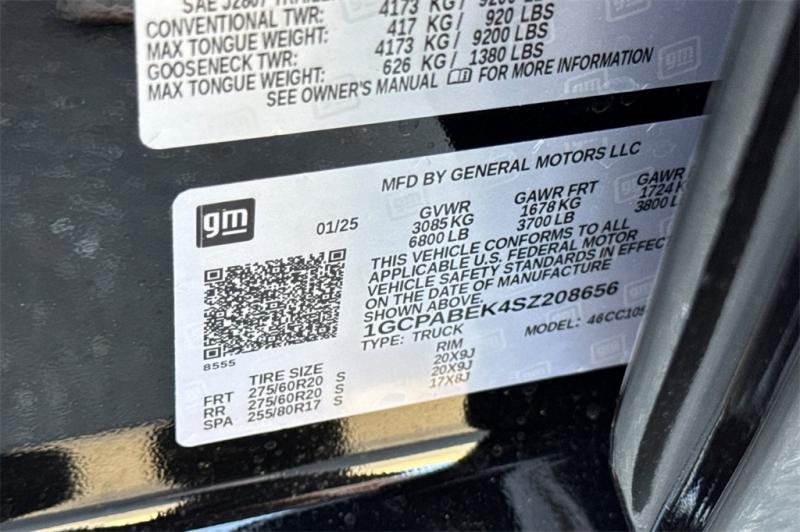 SAE J2807
CONVENTIONAL TWR: 4173 KG / 9200 LBS
MAX TONGUE WEIGHT: 417 KG / 920 LBS
GOOSENECK TWR: 4173 KG / 9200 LBS
MAX TONGUE WEIGHT: 626 KG / 1380 LBS
SEE OWNER'S MANUAL FOR MORE INFORMATION
MFD BY GENERAL MOTORS LLC
gm
01/25
GVWR GAWR FRT GAWR
3085 KG 1678 KG 1724 K
6800 LB 3700 LB 3800 L
THIS VEHICLE CONFORMS TO ALL
APPLICABLE U.S. FEDERAL MOTOR
VEHICLE SAFETY STANDARDS IN EFFEC
ON THE DATE OF MANUFACTURE
SHOWN ABOVE.
1GCPABEK4SZ208656
TYPE: TRUCK MODEL: 46CC105
8555
TIRE SIZE RIM
FRT 275/60R20 S 20X9J
RR 275/60R20 S 20X9J
SPA 255/80R17 S 17X8J